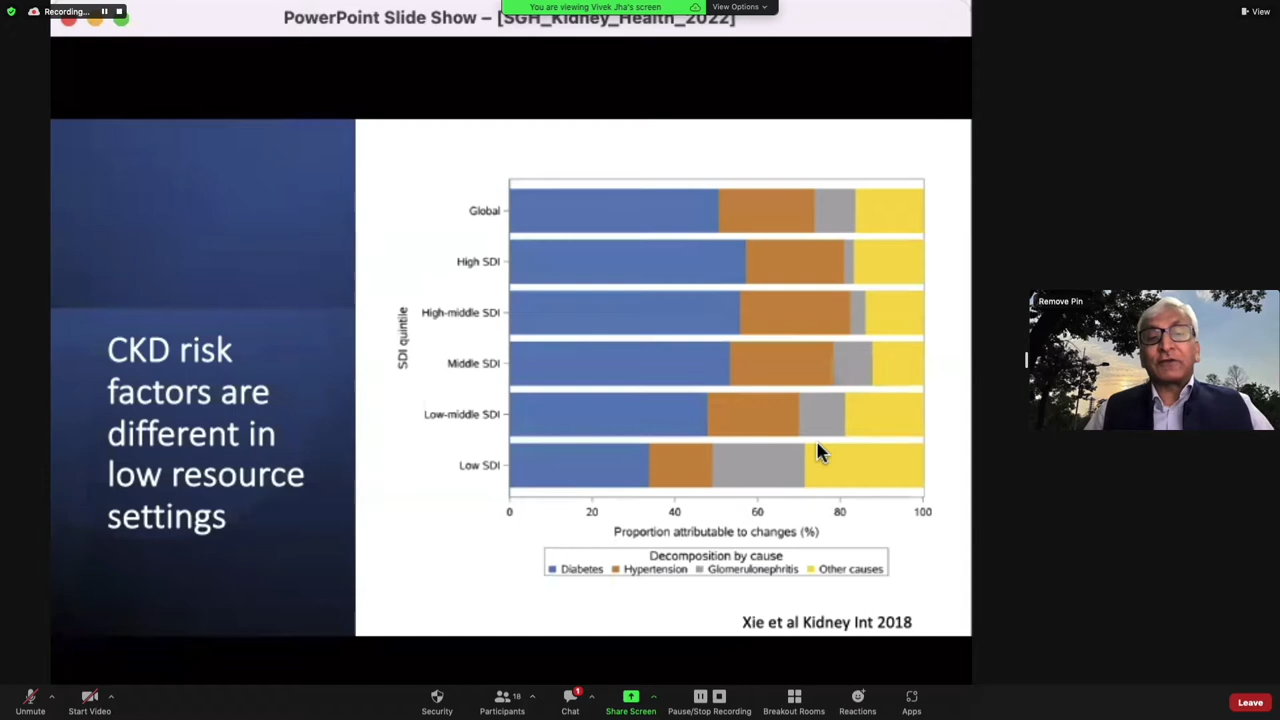 Recording...
You are viewing Vivek Jha's screen
View Options
View
PowerPoint Slide Show – [SGH_Kidney_Health_2022]
CKD risk
factors are
different in
low resource
settings
SDI quintile
Global
High SDI
High-middle SDI
Middle SDI
Low-middle SDI
Low SDI
0 20 40 60 80 100
Proportion attributable to changes (%)
Decomposition by cause
Diabetes Hypertension Glomerulonephritis Other causes
Xie et al Kidney Int 2018
Remove Pin
Unmute
Start Video
Security
Participants 18
Chat 1
Share Screen
Pause/Stop Recording
Breakout Rooms
Reactions
Apps
Leave